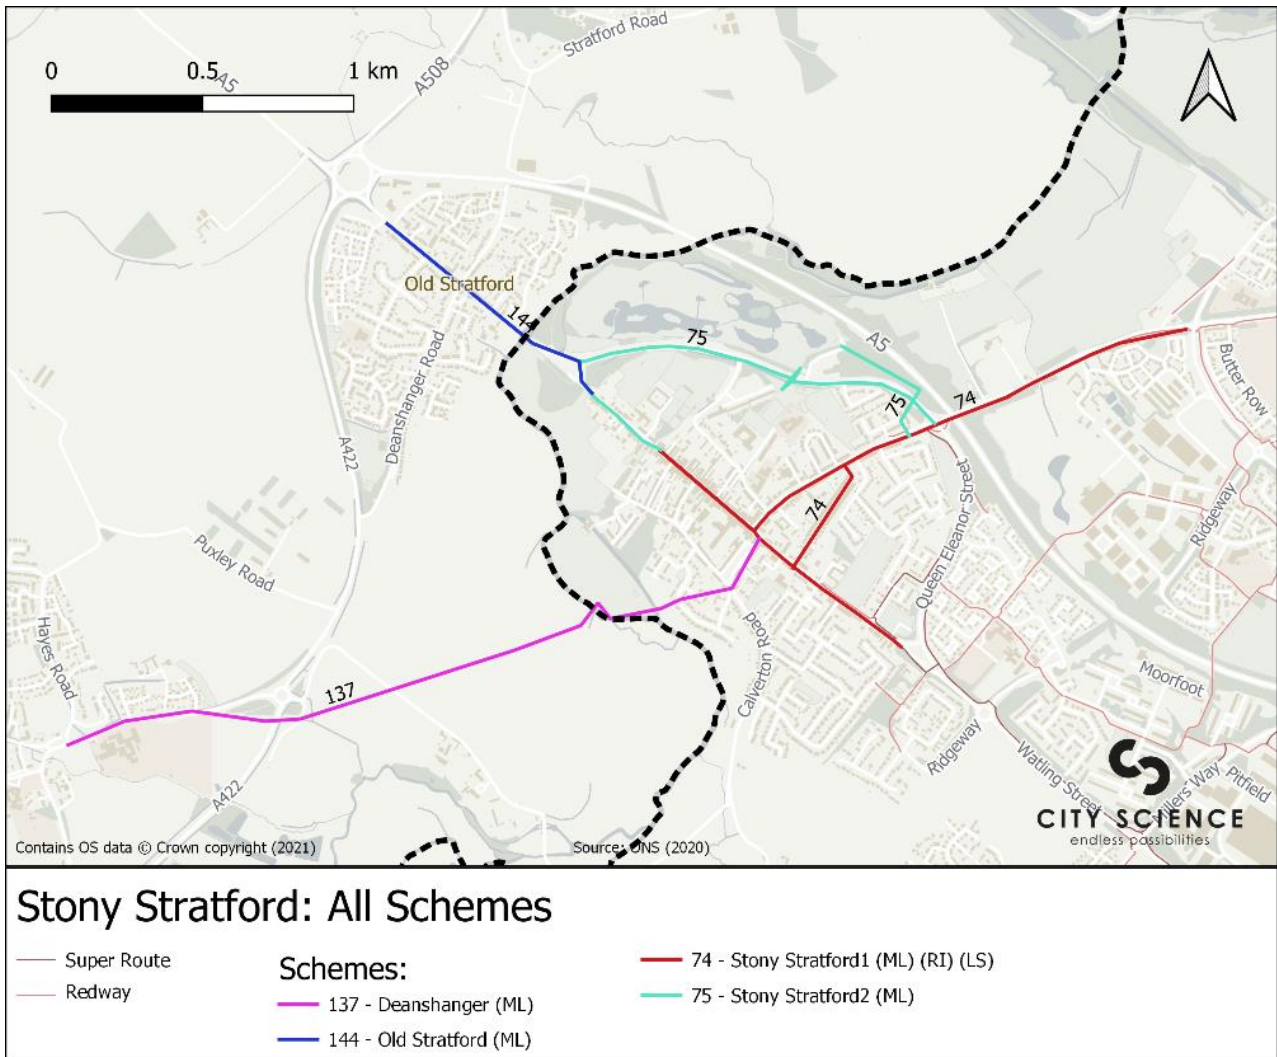 Stratford Road
0 0.5 1 km
A5
A508
Old Stratford
144
75
A5
Butter Row
74
75
Deanshanger Road
A422
74
Ridgeway
Queen Eleanor Street
Puxley Road
Hayes Road
Calverton Road
137
Moorfoot
Ridgeway
Watling Street
Pitfield
A422
CITY SCIENCE
endless possibilities
Contains OS data © Crown copyright (2021)
Source: ONS (2020)
Stony Stratford: All Schemes
Super Route
Redway
Schemes:
137 - Deanshanger (ML)
144 - Old Stratford (ML)
74 - Stony Stratford1 (ML) (RI) (LS)
75 - Stony Stratford2 (ML)